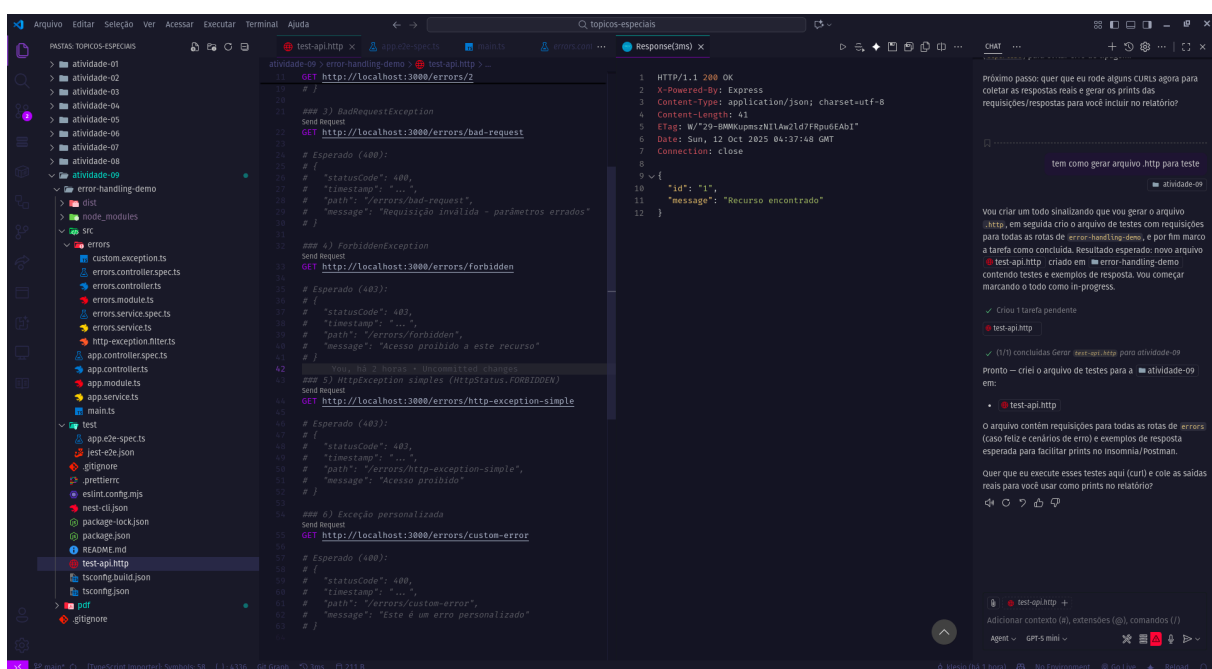 Arquivo Editar Seleção Ver Acessar Executar Terminal Ajuda
topicos-especiais
PASTAS: TOPICOS-ESPECIAIS
atividade-01
atividade-02
atividade-03
atividade-04
atividade-05
atividade-06
atividade-07
atividade-08
atividade-09
error-handling-demo
dist
node_modules
src
errors
custom.exception.ts
errors.controller.spec.ts
errors.controller.ts
errors.module.ts
errors.service.spec.ts
errors.service.ts
http-exception.filter.ts
app.controller.spec.ts
app.controller.ts
app.module.ts
app.service.ts
main.ts
test
app.e2e-spec.ts
jest-e2e.json
.gitignore
.prettierrc
eslint.config.mjs
nest-cli.json
package-lock.json
package.json
README.md
test-api.http
tsconfig.build.json
tsconfig.json
pdf
.gitignore
test-api.http
app.e2e-spec.ts
main.ts
atividade-09 > error-handling-demo > test-api.http > ...
GET http://localhost:3000/errors/2
# }
### 3) BadRequestException
Send Request
GET http://localhost:3000/errors/bad-request
# Esperado (400):
# {
# "statusCode": 400,
# "timestamp": "...",
# "path": "/errors/bad-request",
# "message": "Requisição inválida - parâmetros errados"
# }
### 4) ForbiddenException
Send Request
GET http://localhost:3000/errors/forbidden
# Esperado (403):
# {
# "statusCode": 403,
# "timestamp": "...",
# "path": "/errors/forbidden",
# "message": "Acesso proibido a este recurso"
# }
42 You, há 2 horas • Uncommitted changes
### 5) HttpException simples (HttpStatus.FORBIDDEN)
Send Request
GET http://localhost:3000/errors/http-exception-simple
# Esperado (403):
# {
# "statusCode": 403,
# "timestamp": "...",
# "path": "/errors/http-exception-simple",
# "message": "Acesso proibido"
# }
### 6) Exceção personalizada
Send Request
GET http://localhost:3000/errors/custom-error
# Esperado (400):
# {
# "statusCode": 400,
# "timestamp": "...",
# "path": "/errors/custom-error",
# "message": "Este é um erro personalizado"
# }
Response(3ms)
1 HTTP/1.1 200 OK
2 X-Powered-By: Express
3 Content-Type: application/json; charset=utf-8
4 Content-Length: 41
5 ETag: W/"29-BMMKupmszNIlAw2ld7FRpu6EAbI"
6 Date: Sun, 12 Oct 2025 04:37:48 GMT
7 Connection: close
8
9 {
10 "id": "1",
11 "message": "Recurso encontrado"
12 }
CHAT
Próximo passo: quer que eu rode alguns CURLs agora para
coletar as respostas reais e gerar os prints das
requisições/respostas para você incluir no relatório?
tem como gerar arquivo .http para teste
atividade-09
Vou criar um todo sinalizando que vou gerar o arquivo
.http, em seguida crio o arquivo de testes com requisições
para todas as rotas de error-handling-demo, e por fim marco
a tarefa como concluída. Resultado esperado: novo arquivo
test-api.http criado em error-handling-demo
contendo testes e exemplos de resposta. Vou começar
marcando o todo como in-progress.
Criou 1 tarefa pendente
test-api.http
(1/1) concluídas Gerar test-api.http para atividade-09
Pronto — criei o arquivo de testes para a atividade-09
em:
• test-api.http
O arquivo contém requisições para todas as rotas de errors
(caso feliz e cenários de erro) e exemplos de resposta
esperada para facilitar prints no Insomnia/Postman.
Quer que eu execute esses testes aqui (curl) e cole as saídas
reais para você usar como prints no relatório?
test-api.http
Adicionar contexto (#), extensões (@), comandos (/)
Agent GPT-5 mini